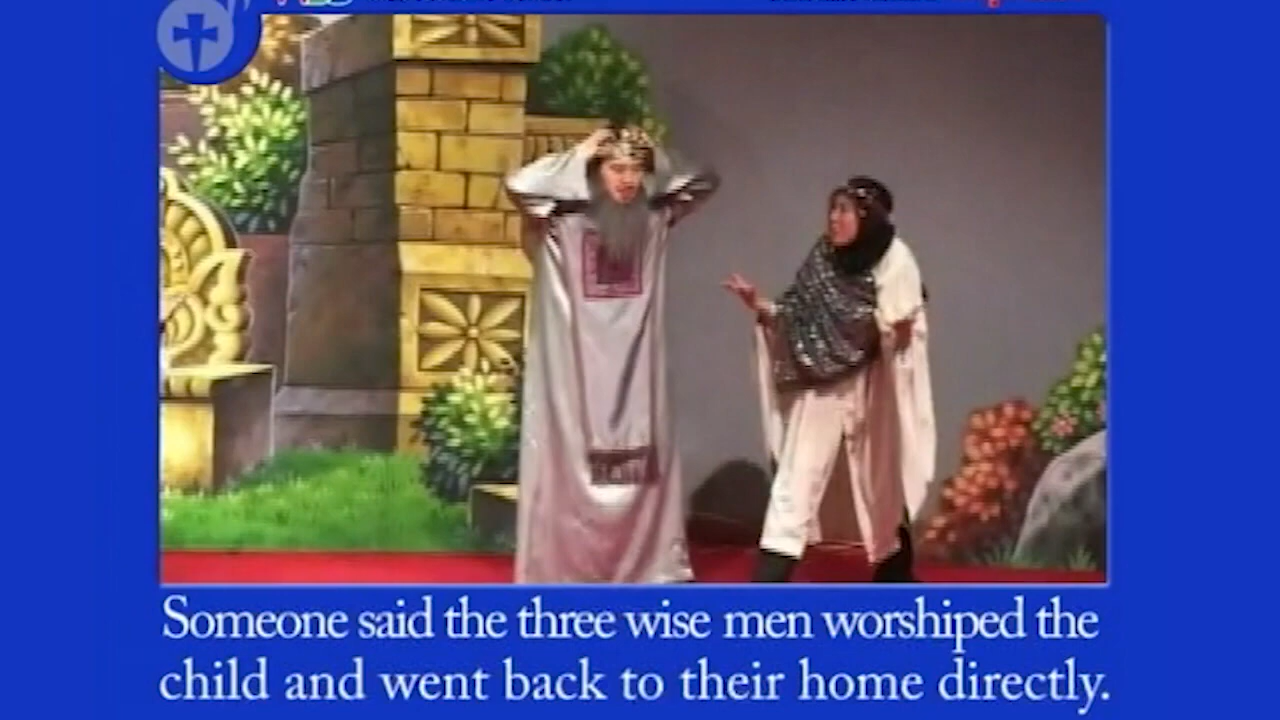 Someone said the three wise men worshiped the
child and went back to their home directly.